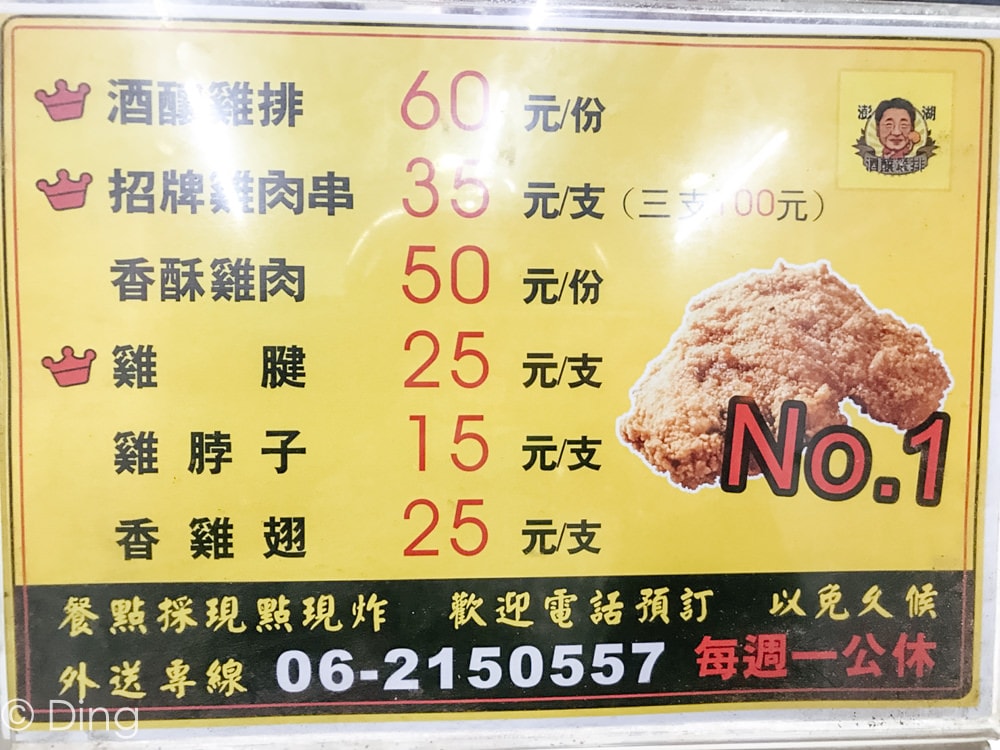 酒釀雞排 60 元/份
招牌雞肉串 35 元/支（三支100元）
香酥雞肉 50 元/份
雞腱 25 元/支
雞脖子 15 元/支
香雞翅 25 元/支
澎湖
酒釀雞排
No.1
餐點採現點現炸 歡迎電話預訂 以免久候
外送專線 06-2150557 每週一公休
© Ding